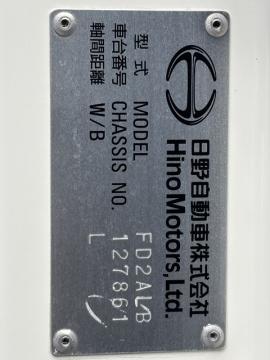 日野自動車株式会社
Hino Motors, Ltd.
型式 MODEL FD2ALB
車台番号 CHASSIS NO. 127861
軸間距離 W/B L